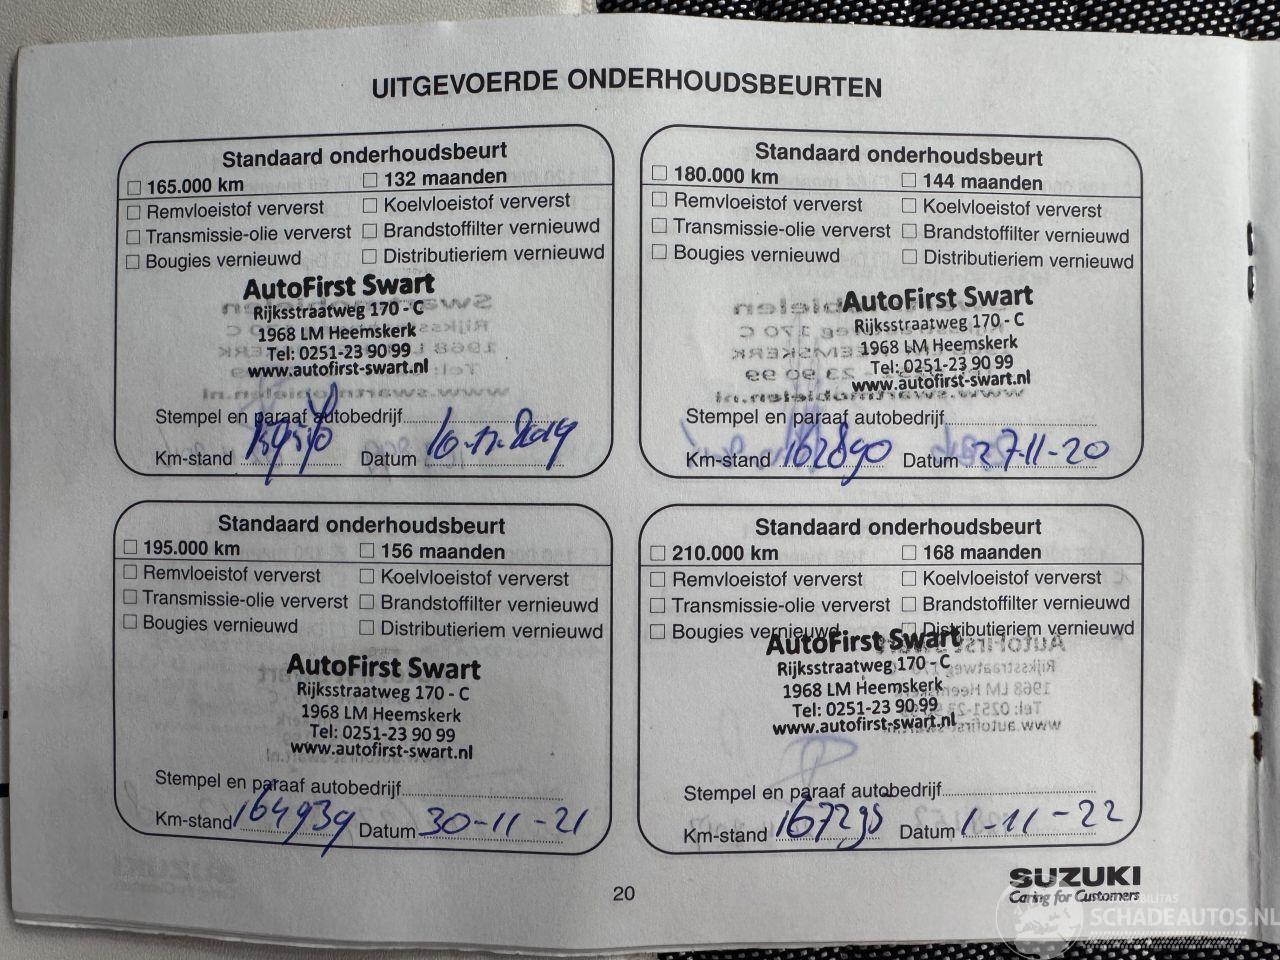 UITGEVOERDE ONDERHOUDSBEURTEN
Standaard onderhoudsbeurt
165.000 km 132 maanden
Remvloeistof ververst Koelvloeistof ververst
Transmissie-olie ververst Brandstoffilter vernieuwd
Bougies vernieuwd Distributieriem vernieuwd
AutoFirst Swart
Rijksstraatweg 170 - C
1968 LM Heemskerk
Tel: 0251-23 90 99
www.autofirst-swart.nl
Stempel en paraaf autobedrijf
Km-stand Datum 10-12-2019
Standaard onderhoudsbeurt
180.000 km 144 maanden
Remvloeistof ververst Koelvloeistof ververst
Transmissie-olie ververst Brandstoffilter vernieuwd
Bougies vernieuwd Distributieriem vernieuwd
AutoFirst Swart
Rijksstraatweg 170 - C
1968 LM Heemskerk
Tel: 0251-23 90 99
www.autofirst-swart.nl
Stempel en paraaf autobedrijf
Km-stand 162890 Datum 27-11-20
Standaard onderhoudsbeurt
195.000 km 156 maanden
Remvloeistof ververst Koelvloeistof ververst
Transmissie-olie ververst Brandstoffilter vernieuwd
Bougies vernieuwd Distributieriem vernieuwd
AutoFirst Swart
Rijksstraatweg 170 - C
1968 LM Heemskerk
Tel: 0251-23 90 99
www.autofirst-swart.nl
Stempel en paraaf autobedrijf
Km-stand 164939 Datum 30-11-21
Standaard onderhoudsbeurt
210.000 km 168 maanden
Remvloeistof ververst Koelvloeistof ververst
Transmissie-olie ververst Brandstoffilter vernieuwd
Bougies vernieuwd Distributieriem vernieuwd
AutoFirst Swart
Rijksstraatweg 170 - C
1968 LM Heemskerk
Tel: 0251-23 90 99
www.autofirst-swart.nl
Stempel en paraaf autobedrijf
Km-stand 167295 Datum 1-11-22
20
SUZUKI
Caring for Customers
SCHADEAUTOS.NL